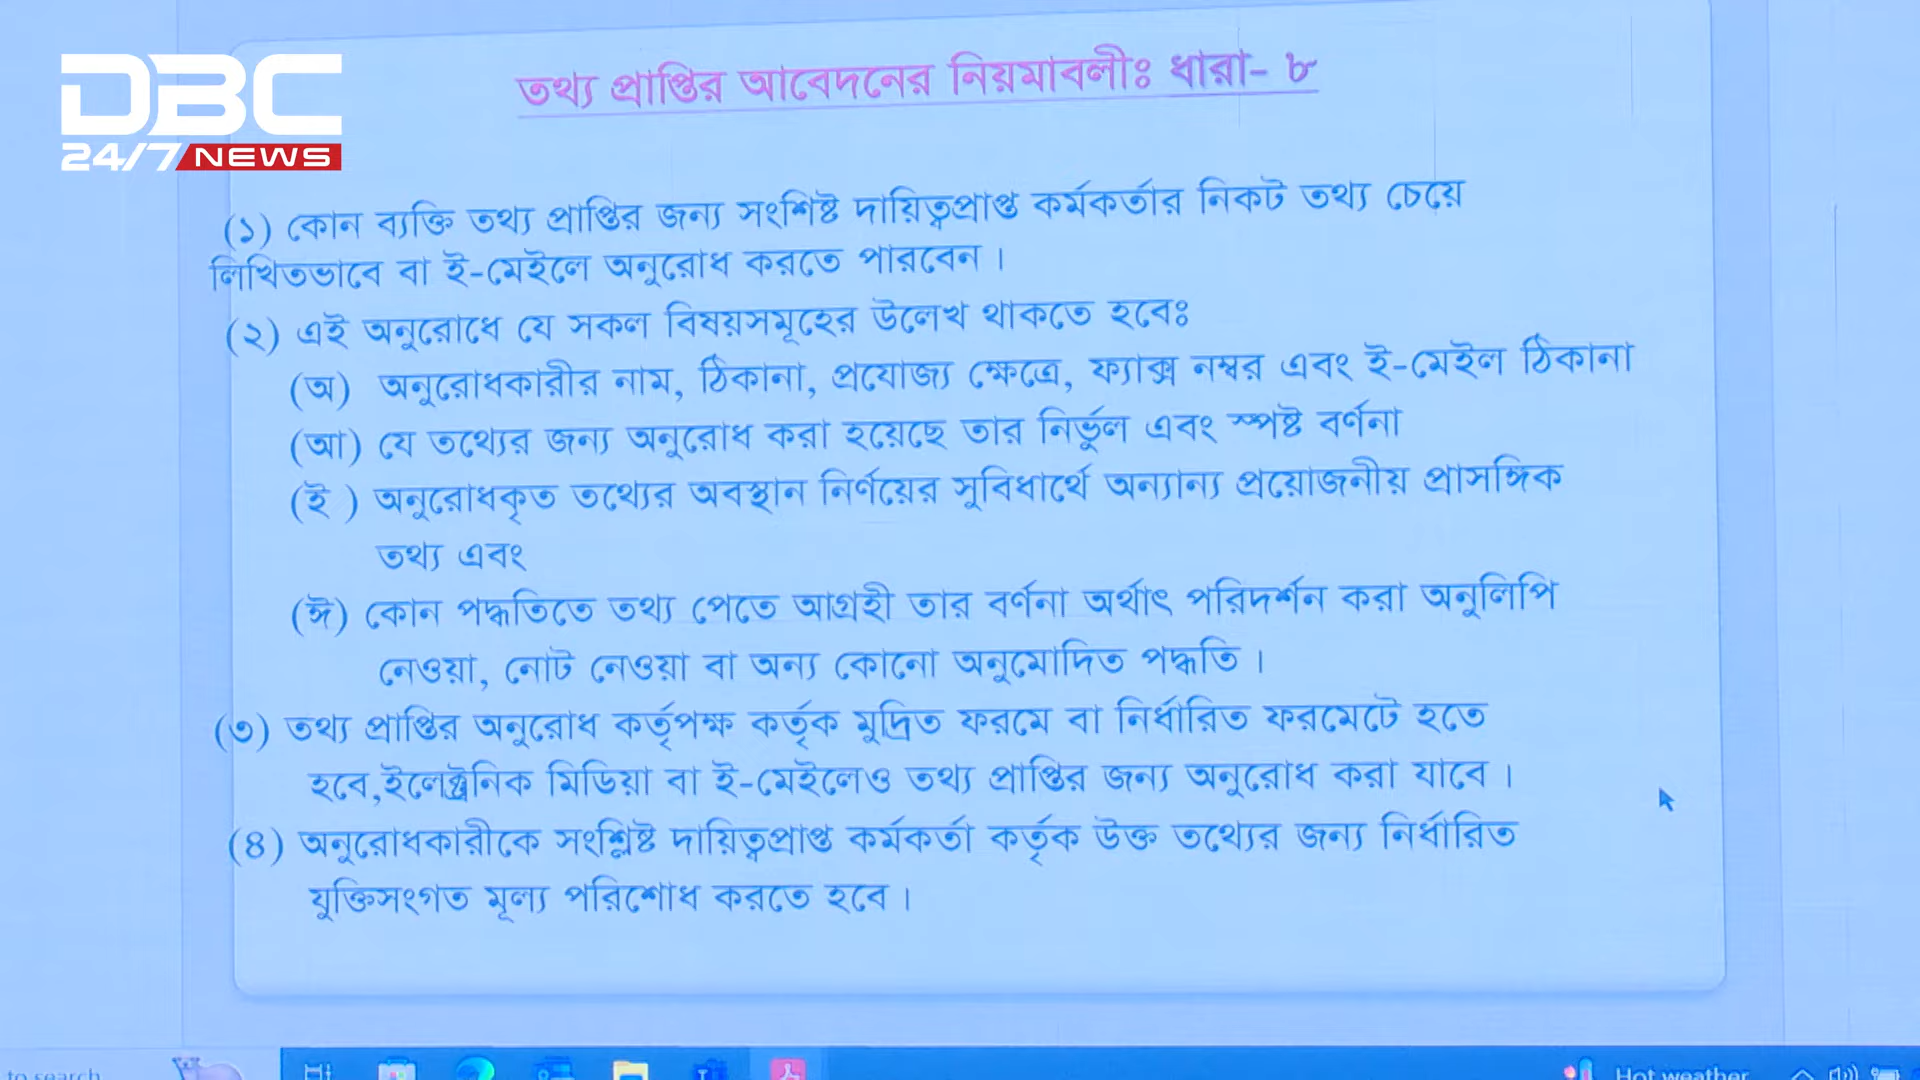 DBC
24/7 NEWS
তথ্য প্রাপ্তির আবেদনের নিয়মাবলীঃ ধারা- ৮
(১) কোন ব্যক্তি তথ্য প্রাপ্তির জন্য সংশিষ্ট দায়িত্বপ্রাপ্ত কর্মকর্তার নিকট তথ্য চেয়ে
লিখিতভাবে বা ই-মেইলে অনুরোধ করতে পারবেন ।
(২) এই অনুরোধে যে সকল বিষয়সমূহের উলেখ থাকতে হবেঃ
(অ) অনুরোধকারীর নাম, ঠিকানা, প্রযোজ্য ক্ষেত্রে, ফ্যাক্স নম্বর এবং ই-মেইল ঠিকানা
(আ) যে তথ্যের জন্য অনুরোধ করা হয়েছে তার নির্ভুল এবং স্পষ্ট বর্ণনা
(ই ) অনুরোধকৃত তথ্যের অবস্থান নির্ণয়ের সুবিধার্থে অন্যান্য প্রয়োজনীয় প্রাসঙ্গিক
তথ্য এবং
(ঈ) কোন পদ্ধতিতে তথ্য পেতে আগ্রহী তার বর্ণনা অর্থাৎ পরিদর্শন করা অনুলিপি
নেওয়া, নোট নেওয়া বা অন্য কোনো অনুমোদিত পদ্ধতি ।
(৩) তথ্য প্রাপ্তির অনুরোধ কর্তৃপক্ষ কর্তৃক মুদ্রিত ফরমে বা নির্ধারিত ফরমেটে হতে
হবে,ইলেক্ট্রনিক মিডিয়া বা ই-মেইলেও তথ্য প্রাপ্তির জন্য অনুরোধ করা যাবে ।
(৪) অনুরোধকারীকে সংশ্লিষ্ট দায়িত্বপ্রাপ্ত কর্মকর্তা কর্তৃক উক্ত তথ্যের জন্য নির্ধারিত
যুক্তিসংগত মূল্য পরিশোধ করতে হবে ।
to search
Hot weather